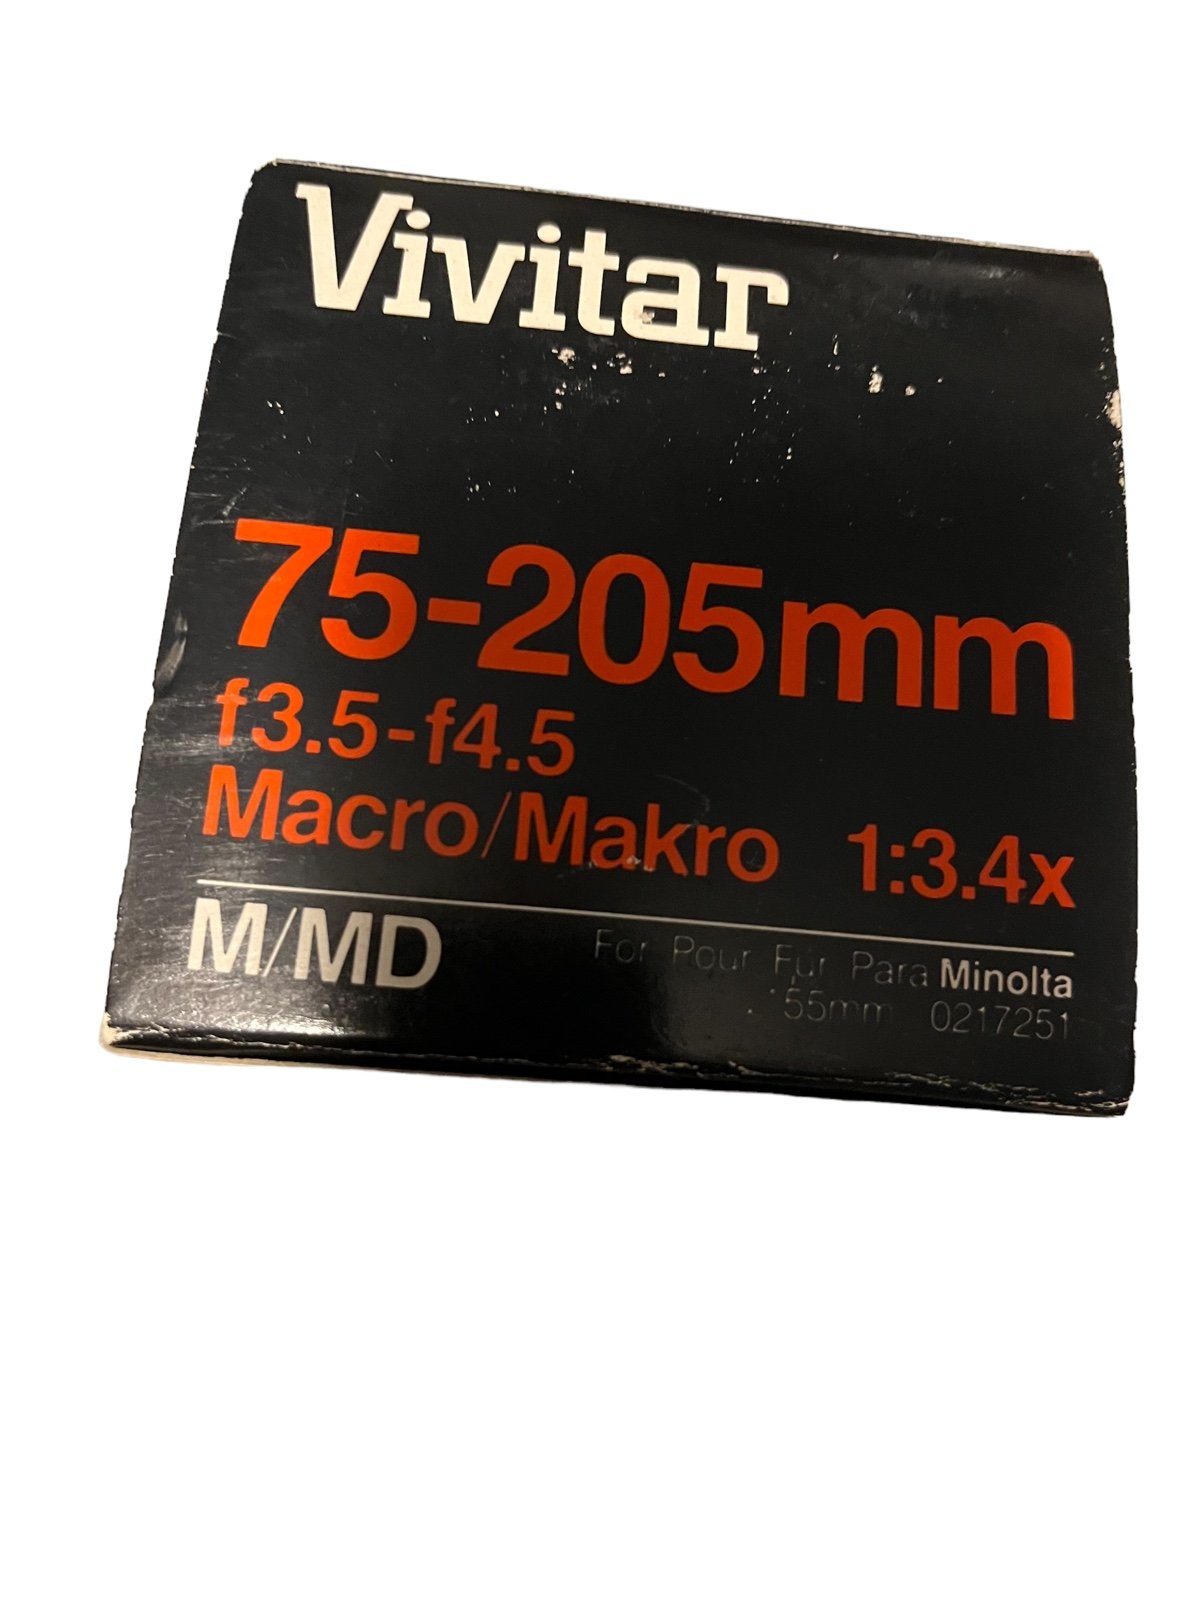 Vivitar
75-205mm
f3.5-f4.5
Macro/Makro 1:3.4x
M/MD For Pour Für Para Minolta
55mm 0217251